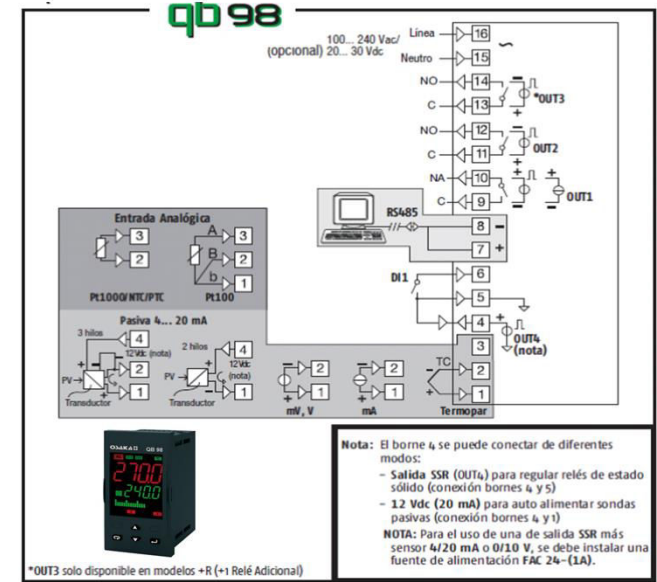 qb 98
100... 240 Vac/
(opcional) 20... 30 Vdc
Línea 16
Neutro 15
NO 14
C 13
*OUT3
NO 12
C 11
OUT2
NA 10
C 9
OUT1
RS485
8 −
7 +
DI1
6
5
4
OUT4
(nota)
3
TC
2
1
Termopar
Entrada Analógica
3
2
Pt1000/NTC/PTC
A 3
B 2
b 1
Pt100
Pasiva 4... 20 mA
3 hilos
4
12Vdc (nota)
PV
2
1
Transductor
2 hilos
4
12Vdc
(nota)
PV
1
Transductor
2
1
mV, V
2
1
mA
OMRAD QB 98
270.0
240.0
*OUT3 solo disponible en modelos +R (+1 Relé Adicional)
Nota: El borne 4 se puede conectar de diferentes
modos:
– Salida SSR (OUT4) para regular relés de estado
sólido (conexión bornes 4 y 5)
– 12 Vdc (20 mA) para auto alimentar sondas
pasivas (conexión bornes 4 y 1)
NOTA: Para el uso de una de salida SSR más
sensor 4/20 mA o 0/10 V, se debe instalar una
fuente de alimentación FAC 24-(1A).